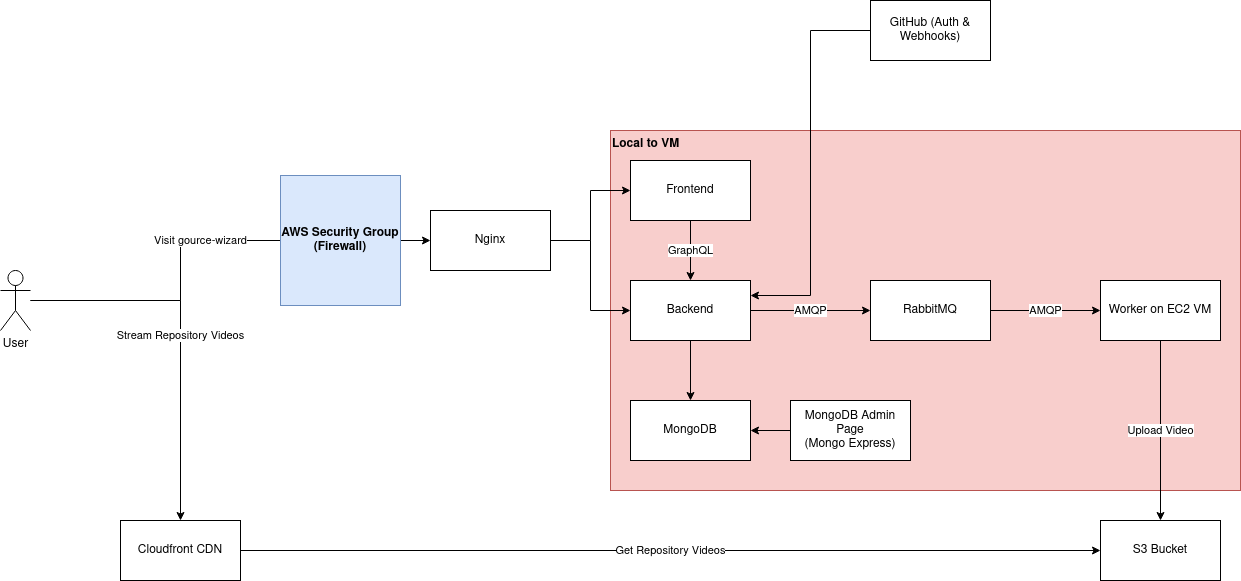 GitHub (Auth &
Webhooks)
Local to VM
Frontend
AWS Security Group
(Firewall)
Visit gource-wizard
Nginx
GraphQL
User
Backend
AMQP
RabbitMQ
AMQP
Worker on EC2 VM
Stream Repository Videos
MongoDB
MongoDB Admin
Page
(Mongo Express)
Upload Video
Cloudfront CDN
Get Repository Videos
S3 Bucket